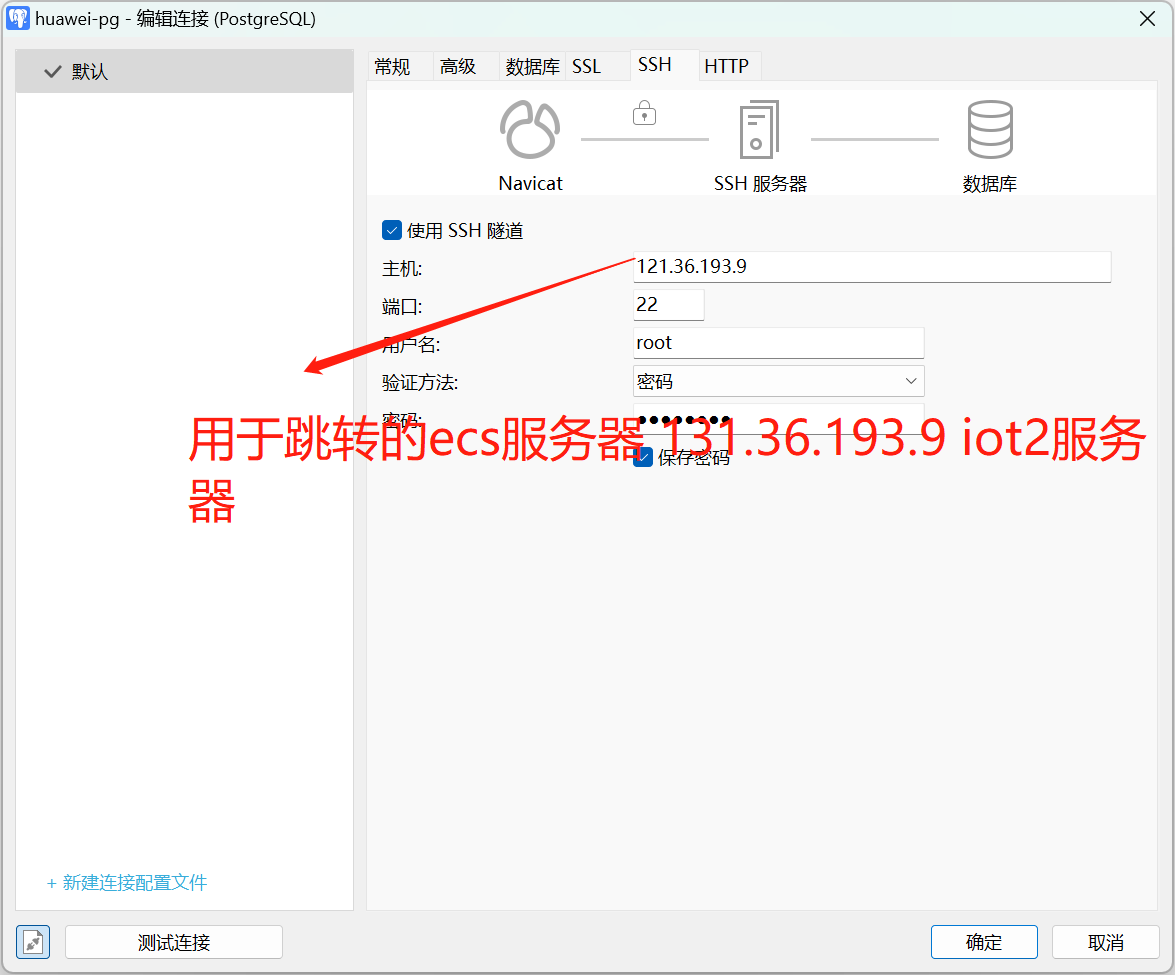 huawei-pg - 编辑连接 (PostgreSQL)
默认
常规 高级 数据库 SSL SSH HTTP
Navicat SSH 服务器 数据库
使用 SSH 隧道
主机: 121.36.193.9
端口: 22
用户名: root
验证方法: 密码
密码: ●●●●●●●●
用于跳转的ecs服务器 131.36.193.9 iot2服务
器
保存密码
+ 新建连接配置文件
测试连接 确定 取消